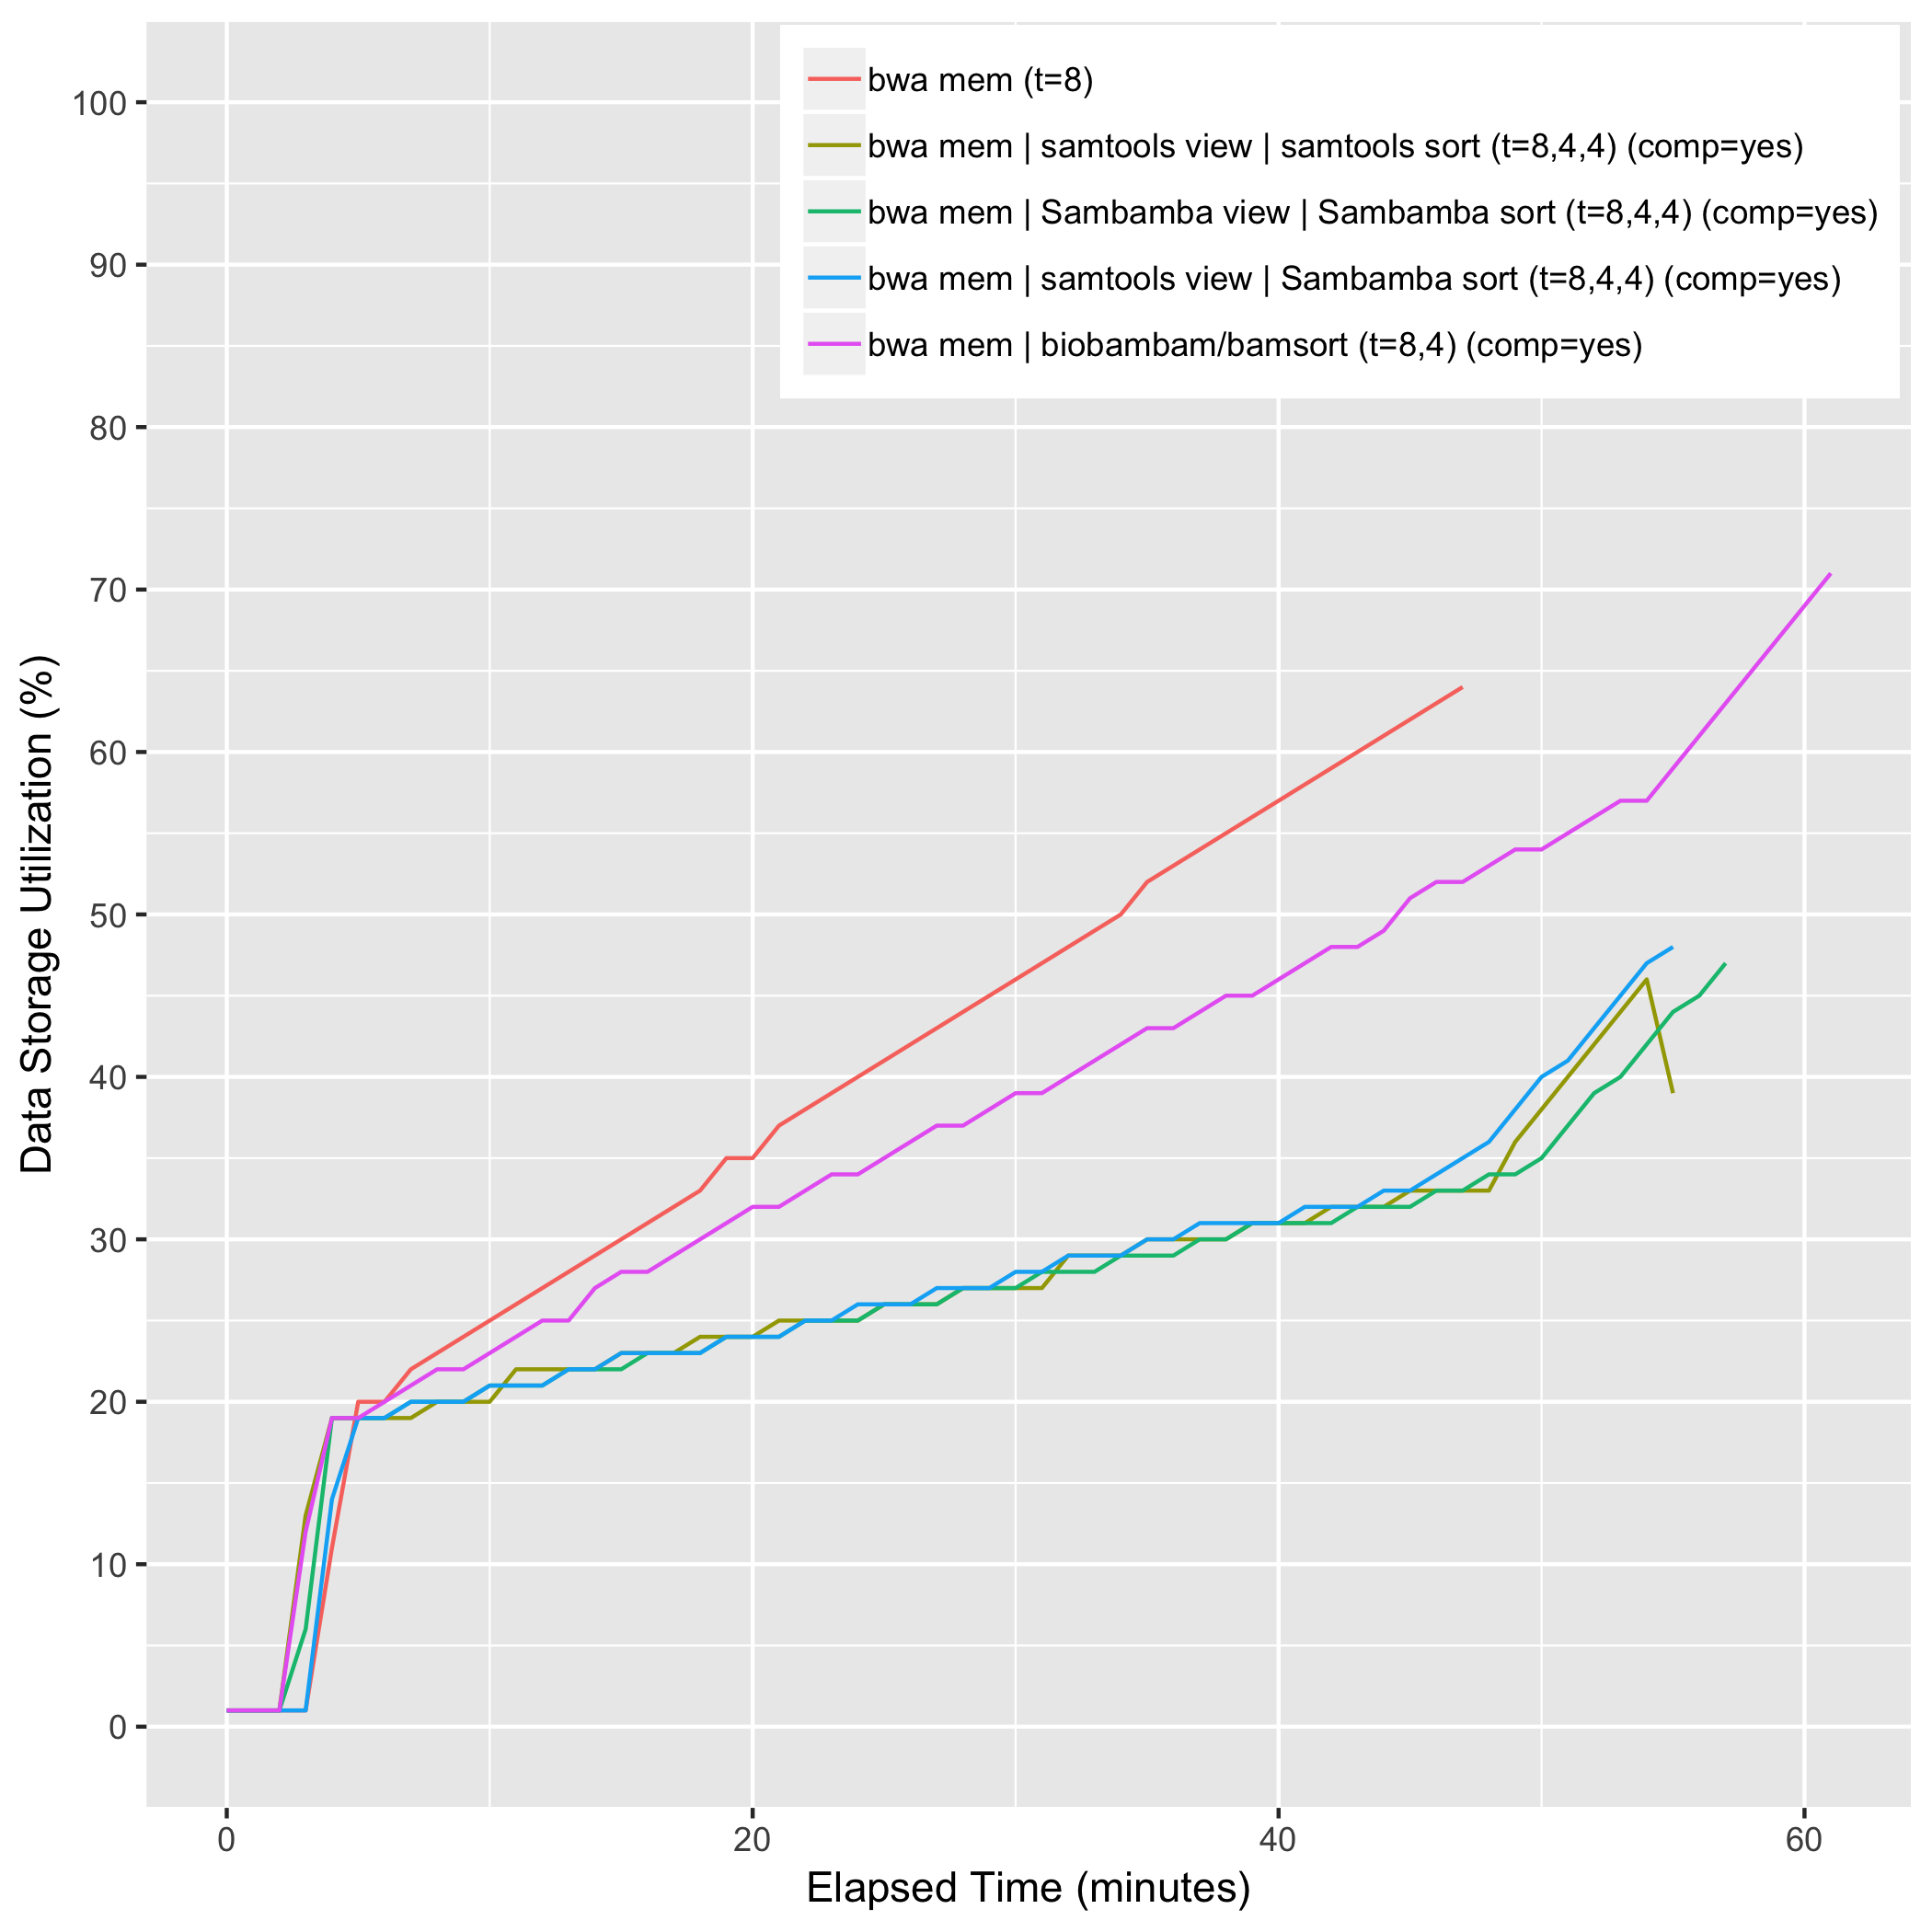 bwa mem (t=8)
bwa mem | samtools view | samtools sort (t=8,4,4) (comp=yes)
bwa mem | Sambamba view | Sambamba sort (t=8,4,4) (comp=yes)
bwa mem | samtools view | Sambamba sort (t=8,4,4) (comp=yes)
bwa mem | biobambam/bamsort (t=8,4) (comp=yes)
100
90
80
70
60
50
40
30
20
10
0
Data Storage Utilization (%)
0 20 40 60
Elapsed Time (minutes)